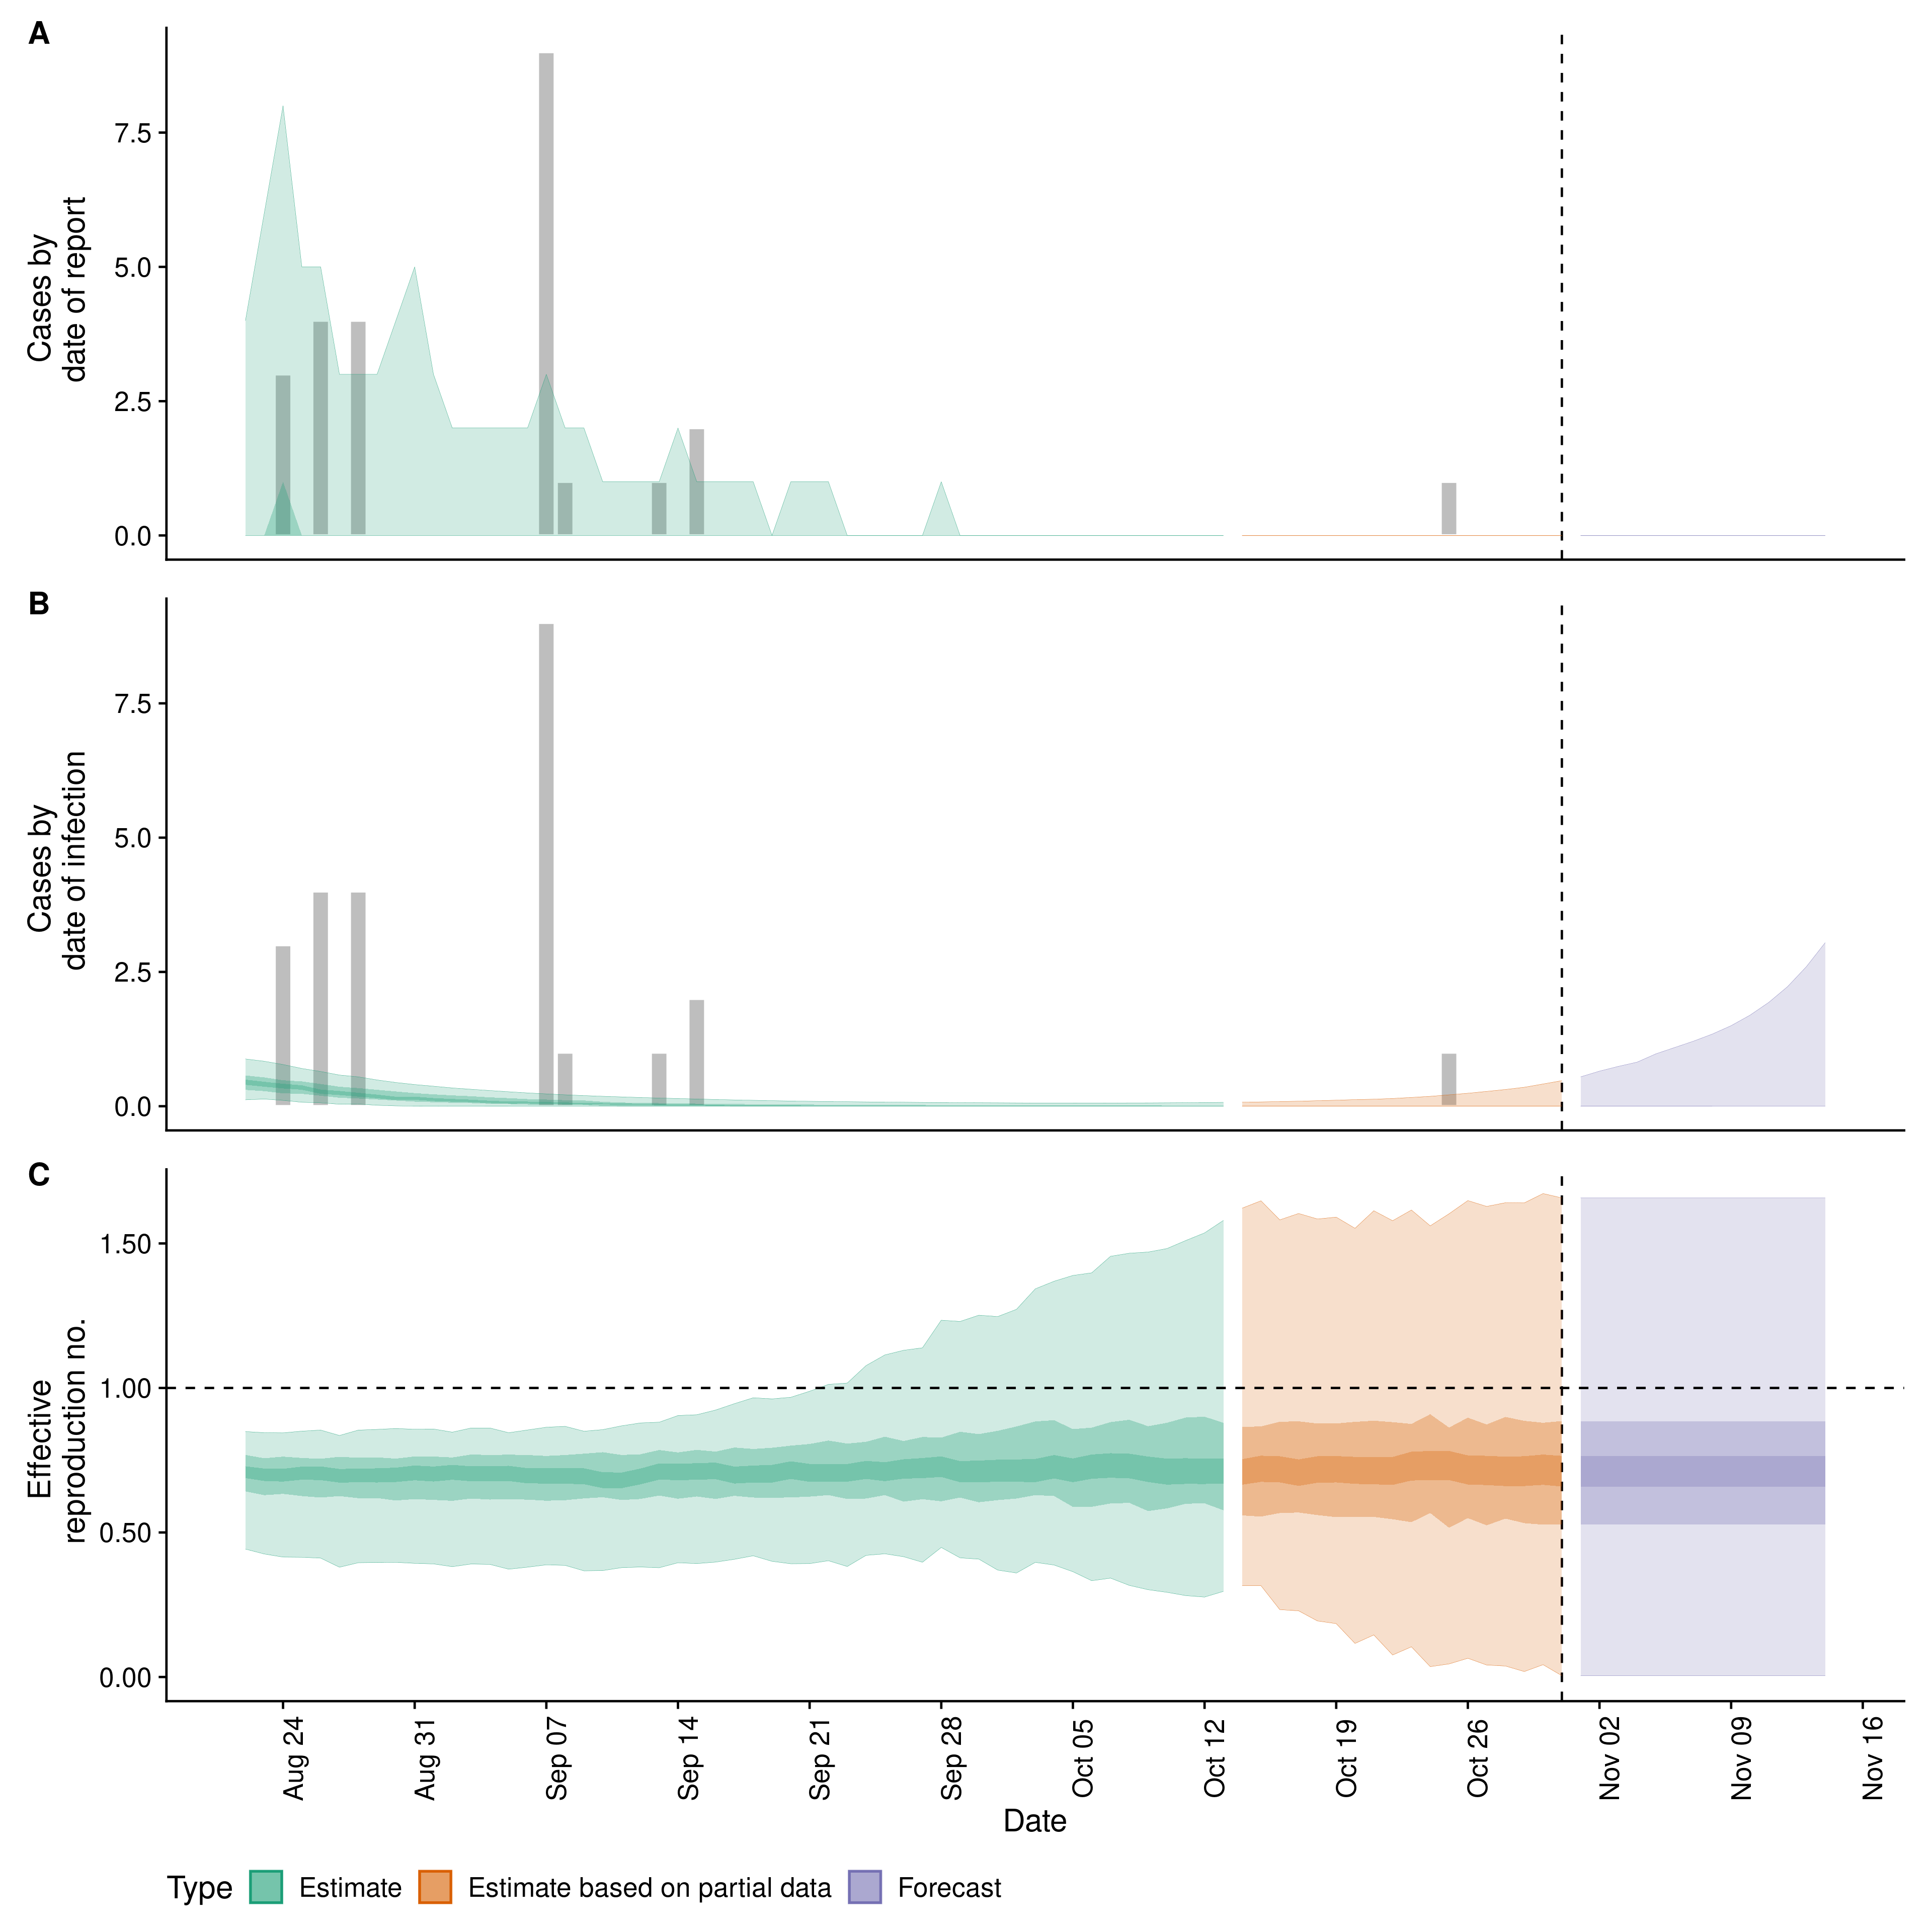 A
Cases by
date of report
7.5
5.0
2.5
0.0
B
Cases by
date of infection
7.5
5.0
2.5
0.0
C
Effective
reproduction no.
1.50
1.00
0.50
0.00
Aug 24
Aug 31
Sep 07
Sep 14
Sep 21
Sep 28
Oct 05
Oct 12
Oct 19
Oct 26
Nov 02
Nov 09
Nov 16
Date
Type Estimate Estimate based on partial data Forecast